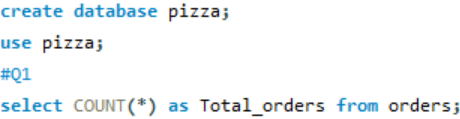 create database pizza;
use pizza;
#Q1
select COUNT(*) as Total_orders from orders;